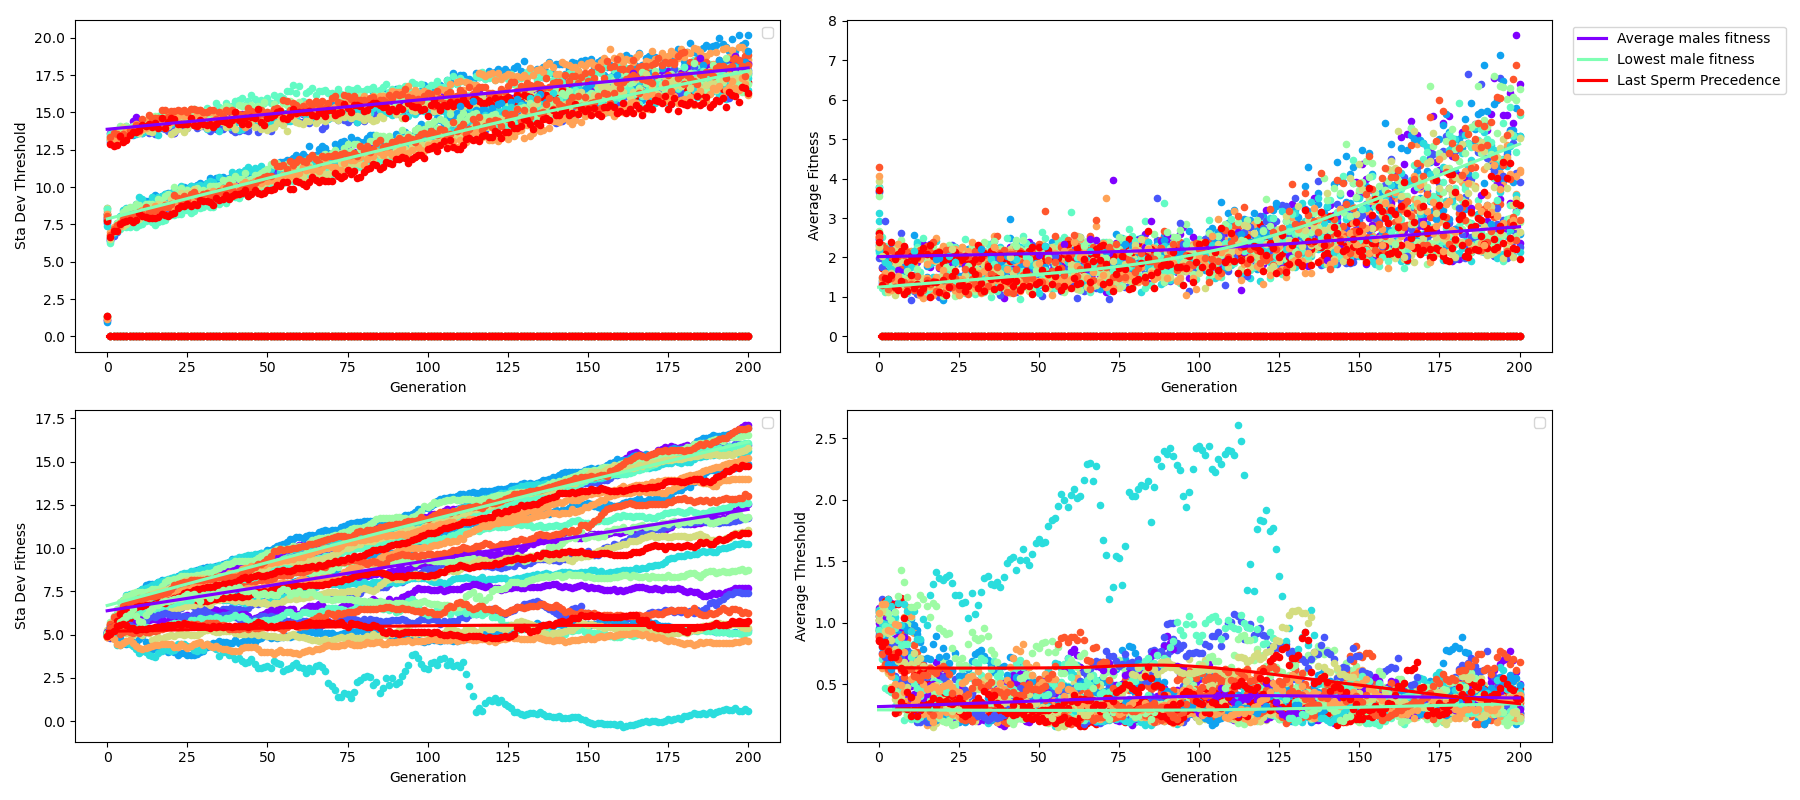 20.0
17.5
15.0
12.5
10.0
7.5
5.0
2.5
0.0
Sta Dev Threshold
0 25 50 75 100 125 150 175 200
Generation
8
7
6
5
4
3
2
1
0
Average Fitness
0 25 50 75 100 125 150 175 200
Generation
Average males fitness
Lowest male fitness
Last Sperm Precedence
17.5
15.0
12.5
10.0
7.5
5.0
2.5
0.0
Sta Dev Fitness
0 25 50 75 100 125 150 175 200
Generation
2.5
2.0
1.5
1.0
0.5
Average Threshold
0 25 50 75 100 125 150 175 200
Generation